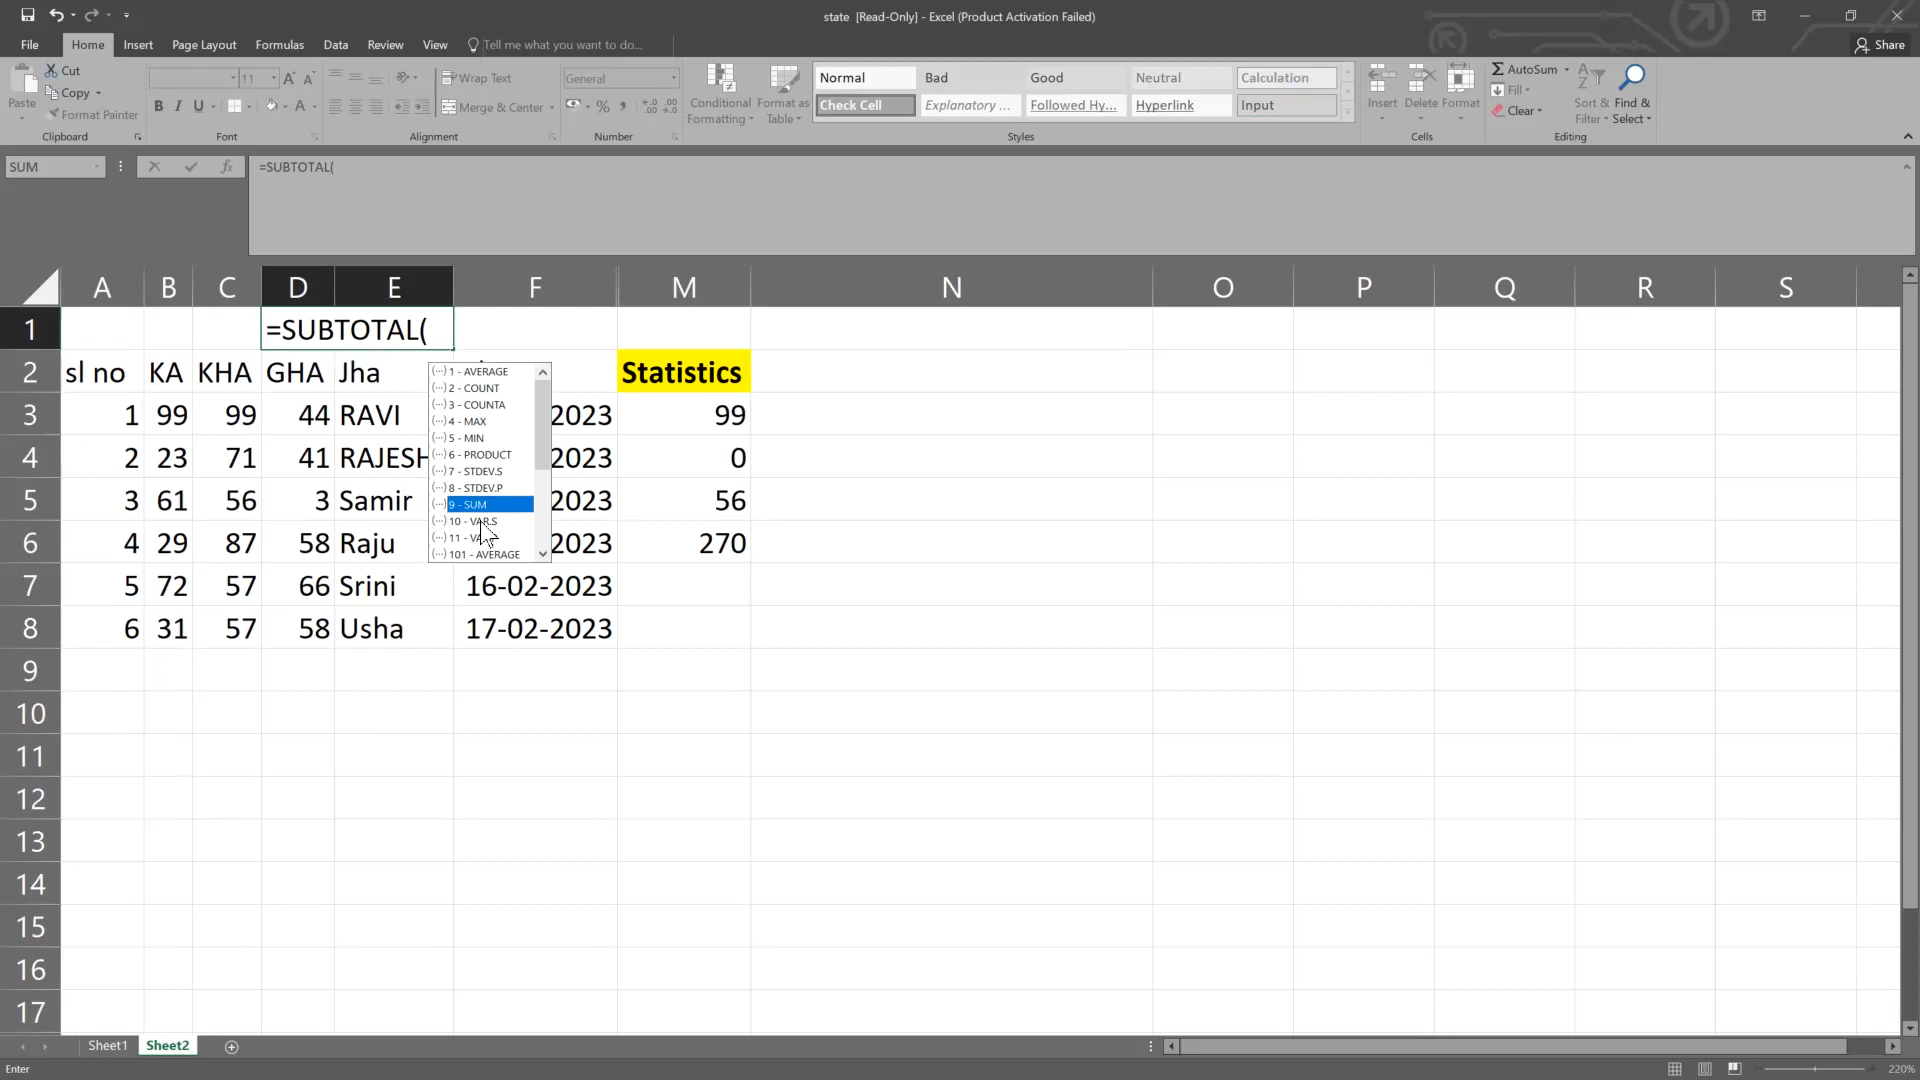 state [Read-Only] - Excel (Product Activation Failed)
File Home Insert Page Layout Formulas Data Review View Tell me what you want to do... Share
Paste Cut Copy Format Painter Clipboard
11 B I U A A A Font
Wrap Text Merge & Center Alignment
General % Number
Conditional Formatting Format as Table
Normal Bad Good Neutral Calculation
Check Cell Explanatory ... Followed Hy... Hyperlink Input
Styles
Insert Delete Format Cells
AutoSum Fill Clear Sort & Filter Find & Select Editing
SUM fx =SUBTOTAL(
A B C D E F M N O P Q R S
1 =SUBTOTAL(
2 sl no KA KHA GHA Jha Statistics
3 1 99 99 44 RAVI 2023 99
4 2 23 71 41 RAJESH 2023 0
5 3 61 56 3 Samir 2023 56
6 4 29 87 58 Raju 2023 270
7 5 72 57 66 Srini 16-02-2023
8 6 31 57 58 Usha 17-02-2023
9
10
11
12
13
14
15
16
17
(...) 1 - AVERAGE
(...) 2 - COUNT
(...) 3 - COUNTA
(...) 4 - MAX
(...) 5 - MIN
(...) 6 - PRODUCT
(...) 7 - STDEV.S
(...) 8 - STDEV.P
(...) 9 - SUM
(...) 10 - VAR.S
(...) 11 -
(...) 101 - AVERAGE
Sheet1 Sheet2
Enter 220%